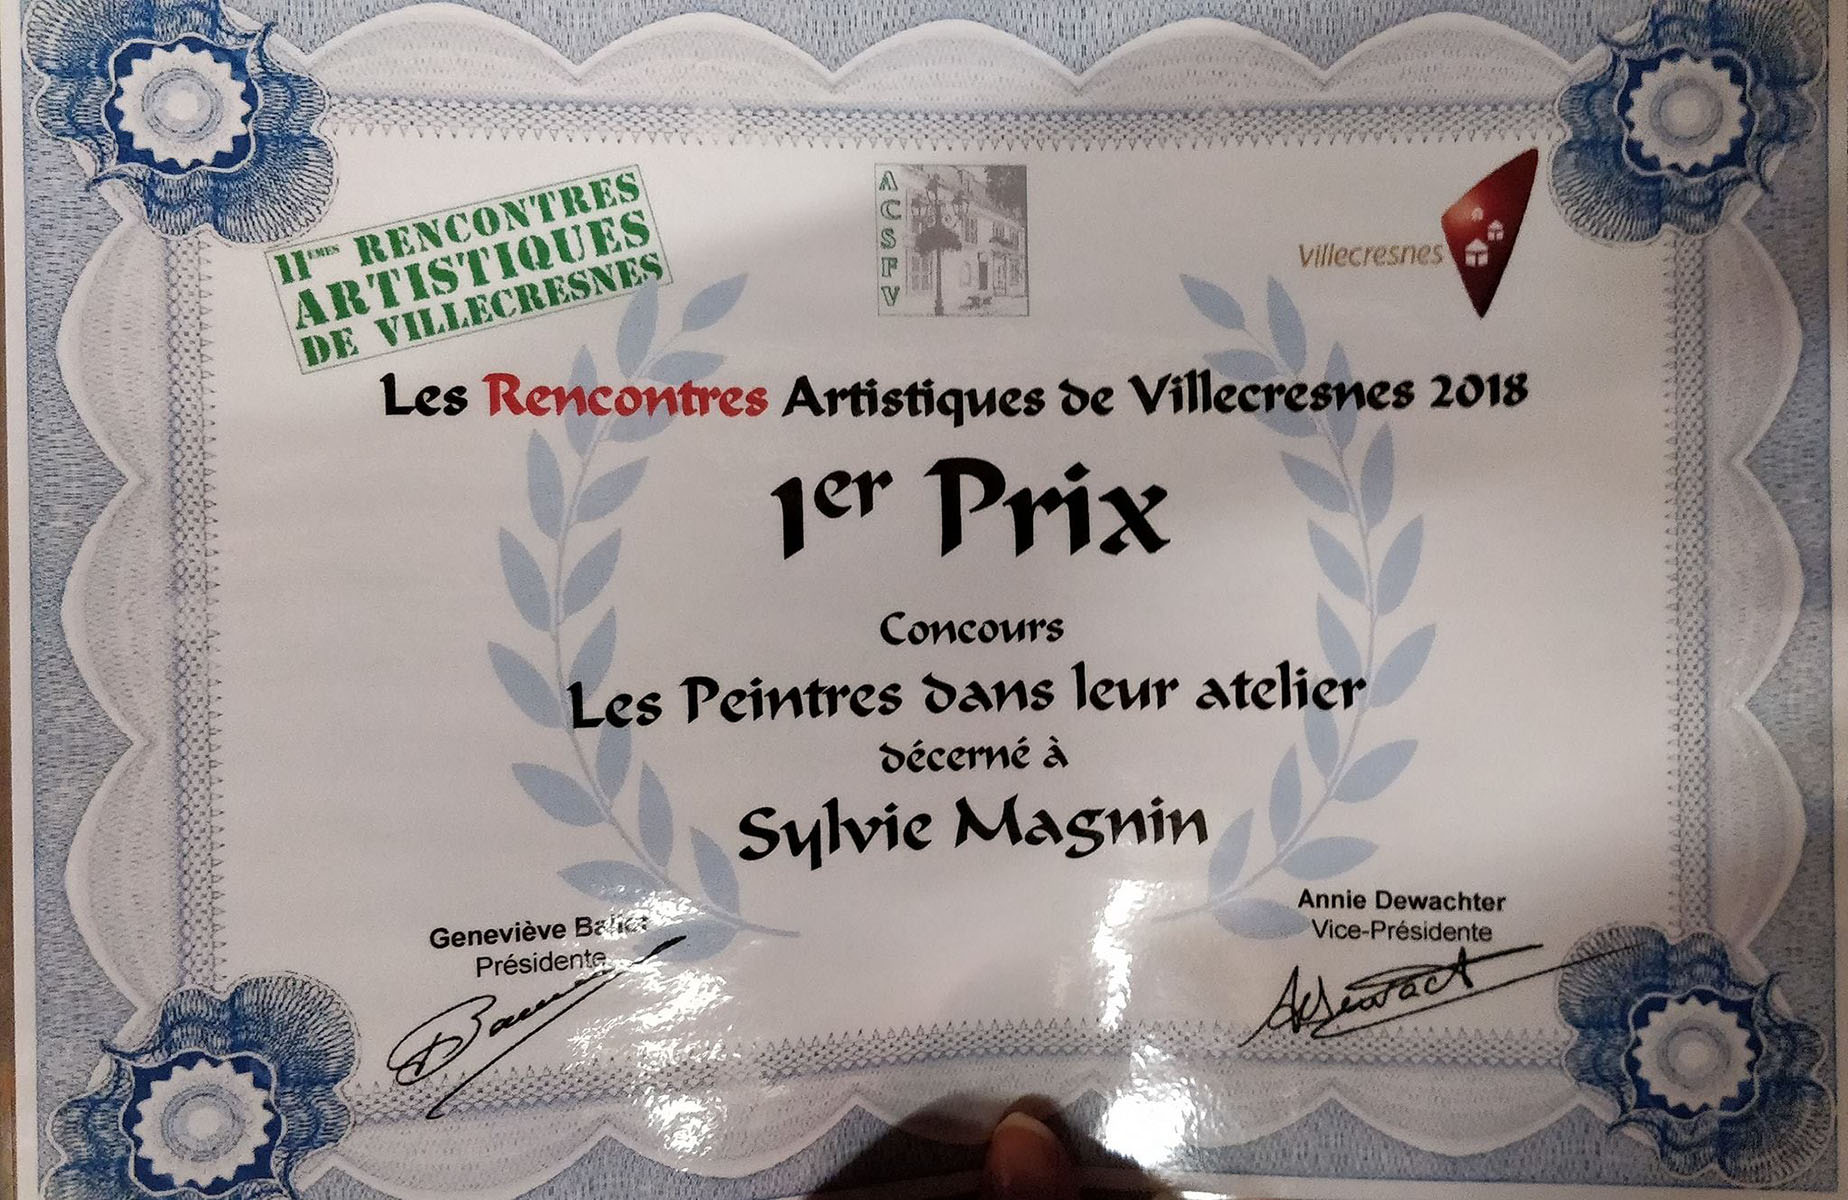 11èmes RENCONTRES
ARTISTIQUES
DE VILLECRESNES
A
C
S
F
V
Villecresnes
Les Rencontres Artistiques de Villecresnes 2018
1er Prix
Concours
Les Peintres dans leur atelier
décerné à
Sylvie Magnin
Geneviève
Présidente
Annie Dewachter
Vice-Présidente